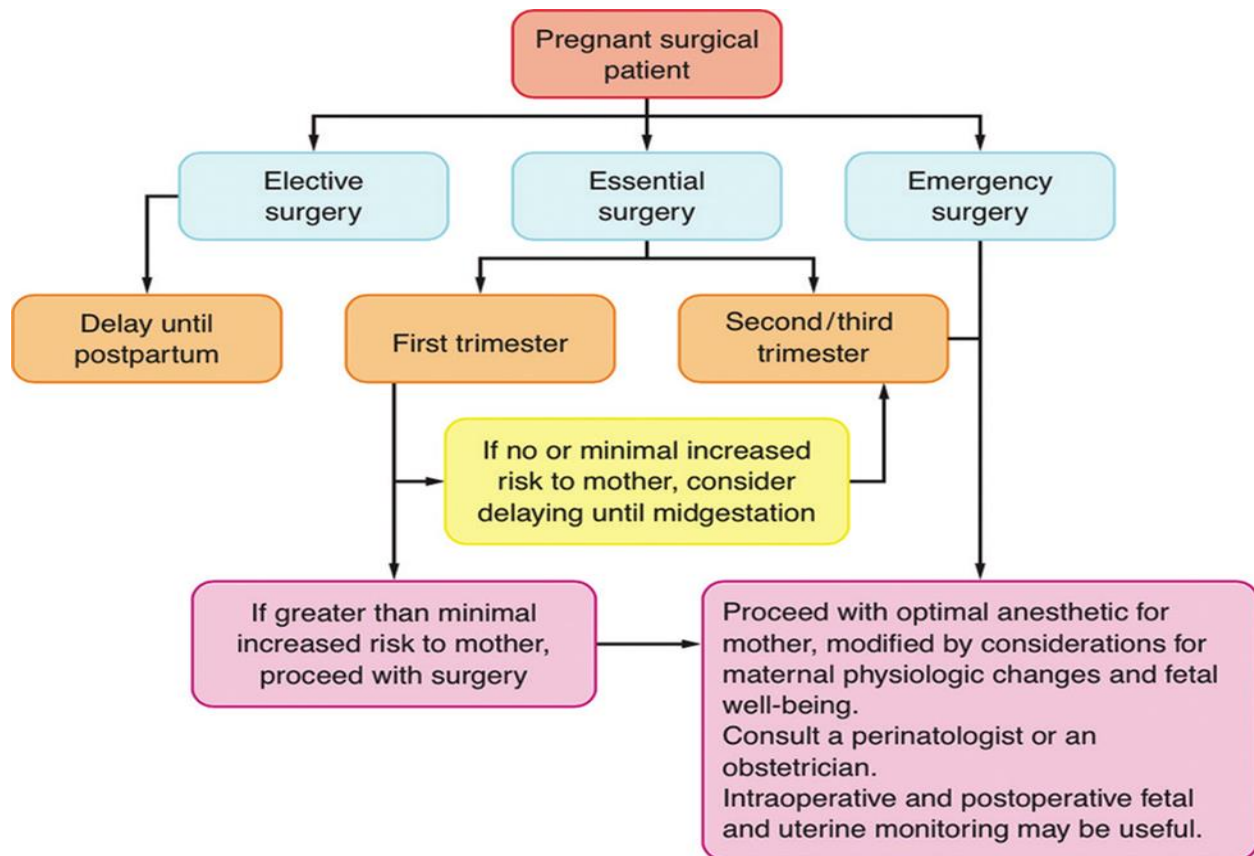 Pregnant surgical
patient
Elective
surgery
Essential
surgery
Emergency
surgery
Delay until
postpartum
First trimester
Second/third
trimester
If no or minimal increased
risk to mother, consider
delaying until midgestation
If greater than minimal
increased risk to mother,
proceed with surgery
Proceed with optimal anesthetic for
mother, modified by considerations for
maternal physiologic changes and fetal
well-being.
Consult a perinatologist or an
obstetrician.
Intraoperative and postoperative fetal
and uterine monitoring may be useful.